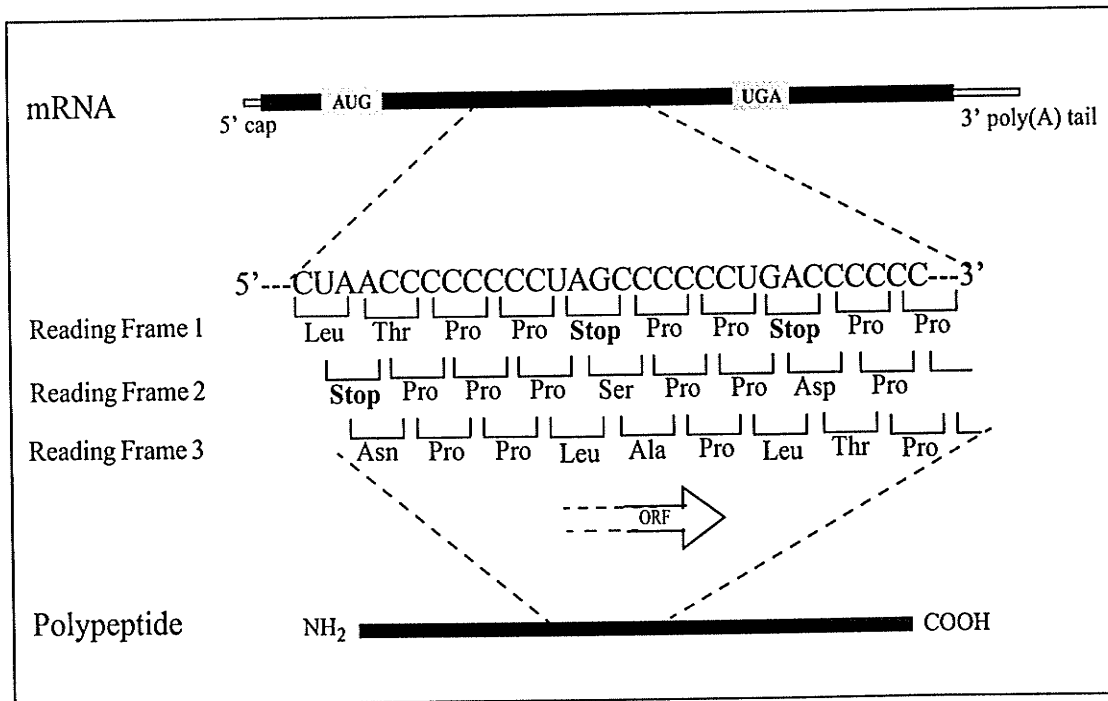 mRNA
AUG
UGA
5' cap
3' poly(A) tail
5'---CUAACCCCCCCCUAGCCCCCCUGACCCCCC---3'
Reading Frame 1 Leu Thr Pro Pro Stop Pro Pro Stop Pro Pro
Reading Frame 2 Stop Pro Pro Pro Ser Pro Pro Asp Pro
Reading Frame 3 Asn Pro Pro Leu Ala Pro Leu Thr Pro
ORF
Polypeptide NH2 COOH